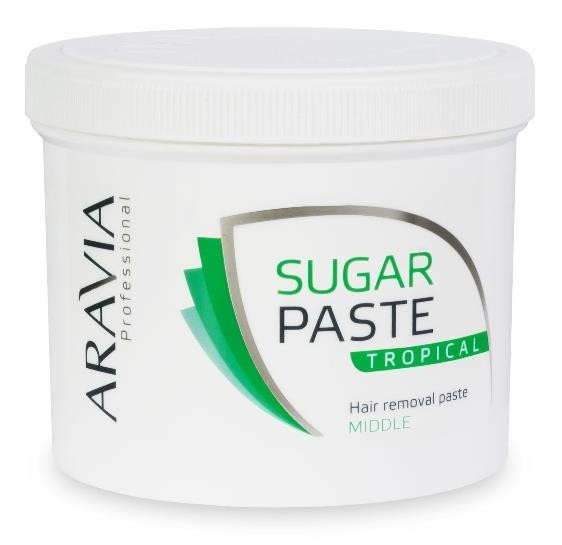 ARAVIA
Professional
SUGAR
PASTE
TROPICAL
Hair removal paste
MIDDLE